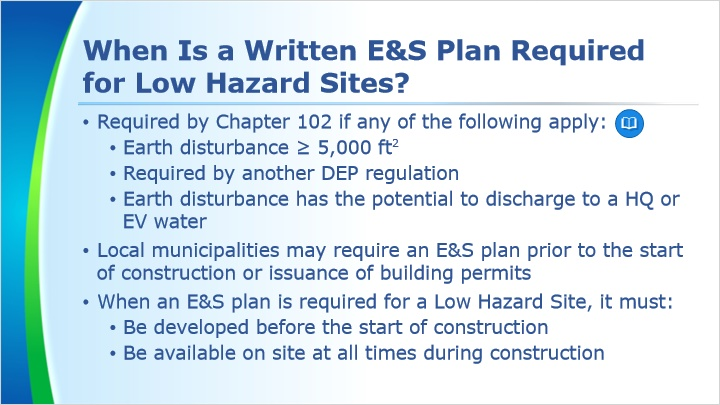 When Is a Written E&S Plan Required
for Low Hazard Sites?
• Required by Chapter 102 if any of the following apply:
• Earth disturbance ≥ 5,000 ft²
• Required by another DEP regulation
• Earth disturbance has the potential to discharge to a HQ or
EV water
• Local municipalities may require an E&S plan prior to the start
of construction or issuance of building permits
• When an E&S plan is required for a Low Hazard Site, it must:
• Be developed before the start of construction
• Be available on site at all times during construction